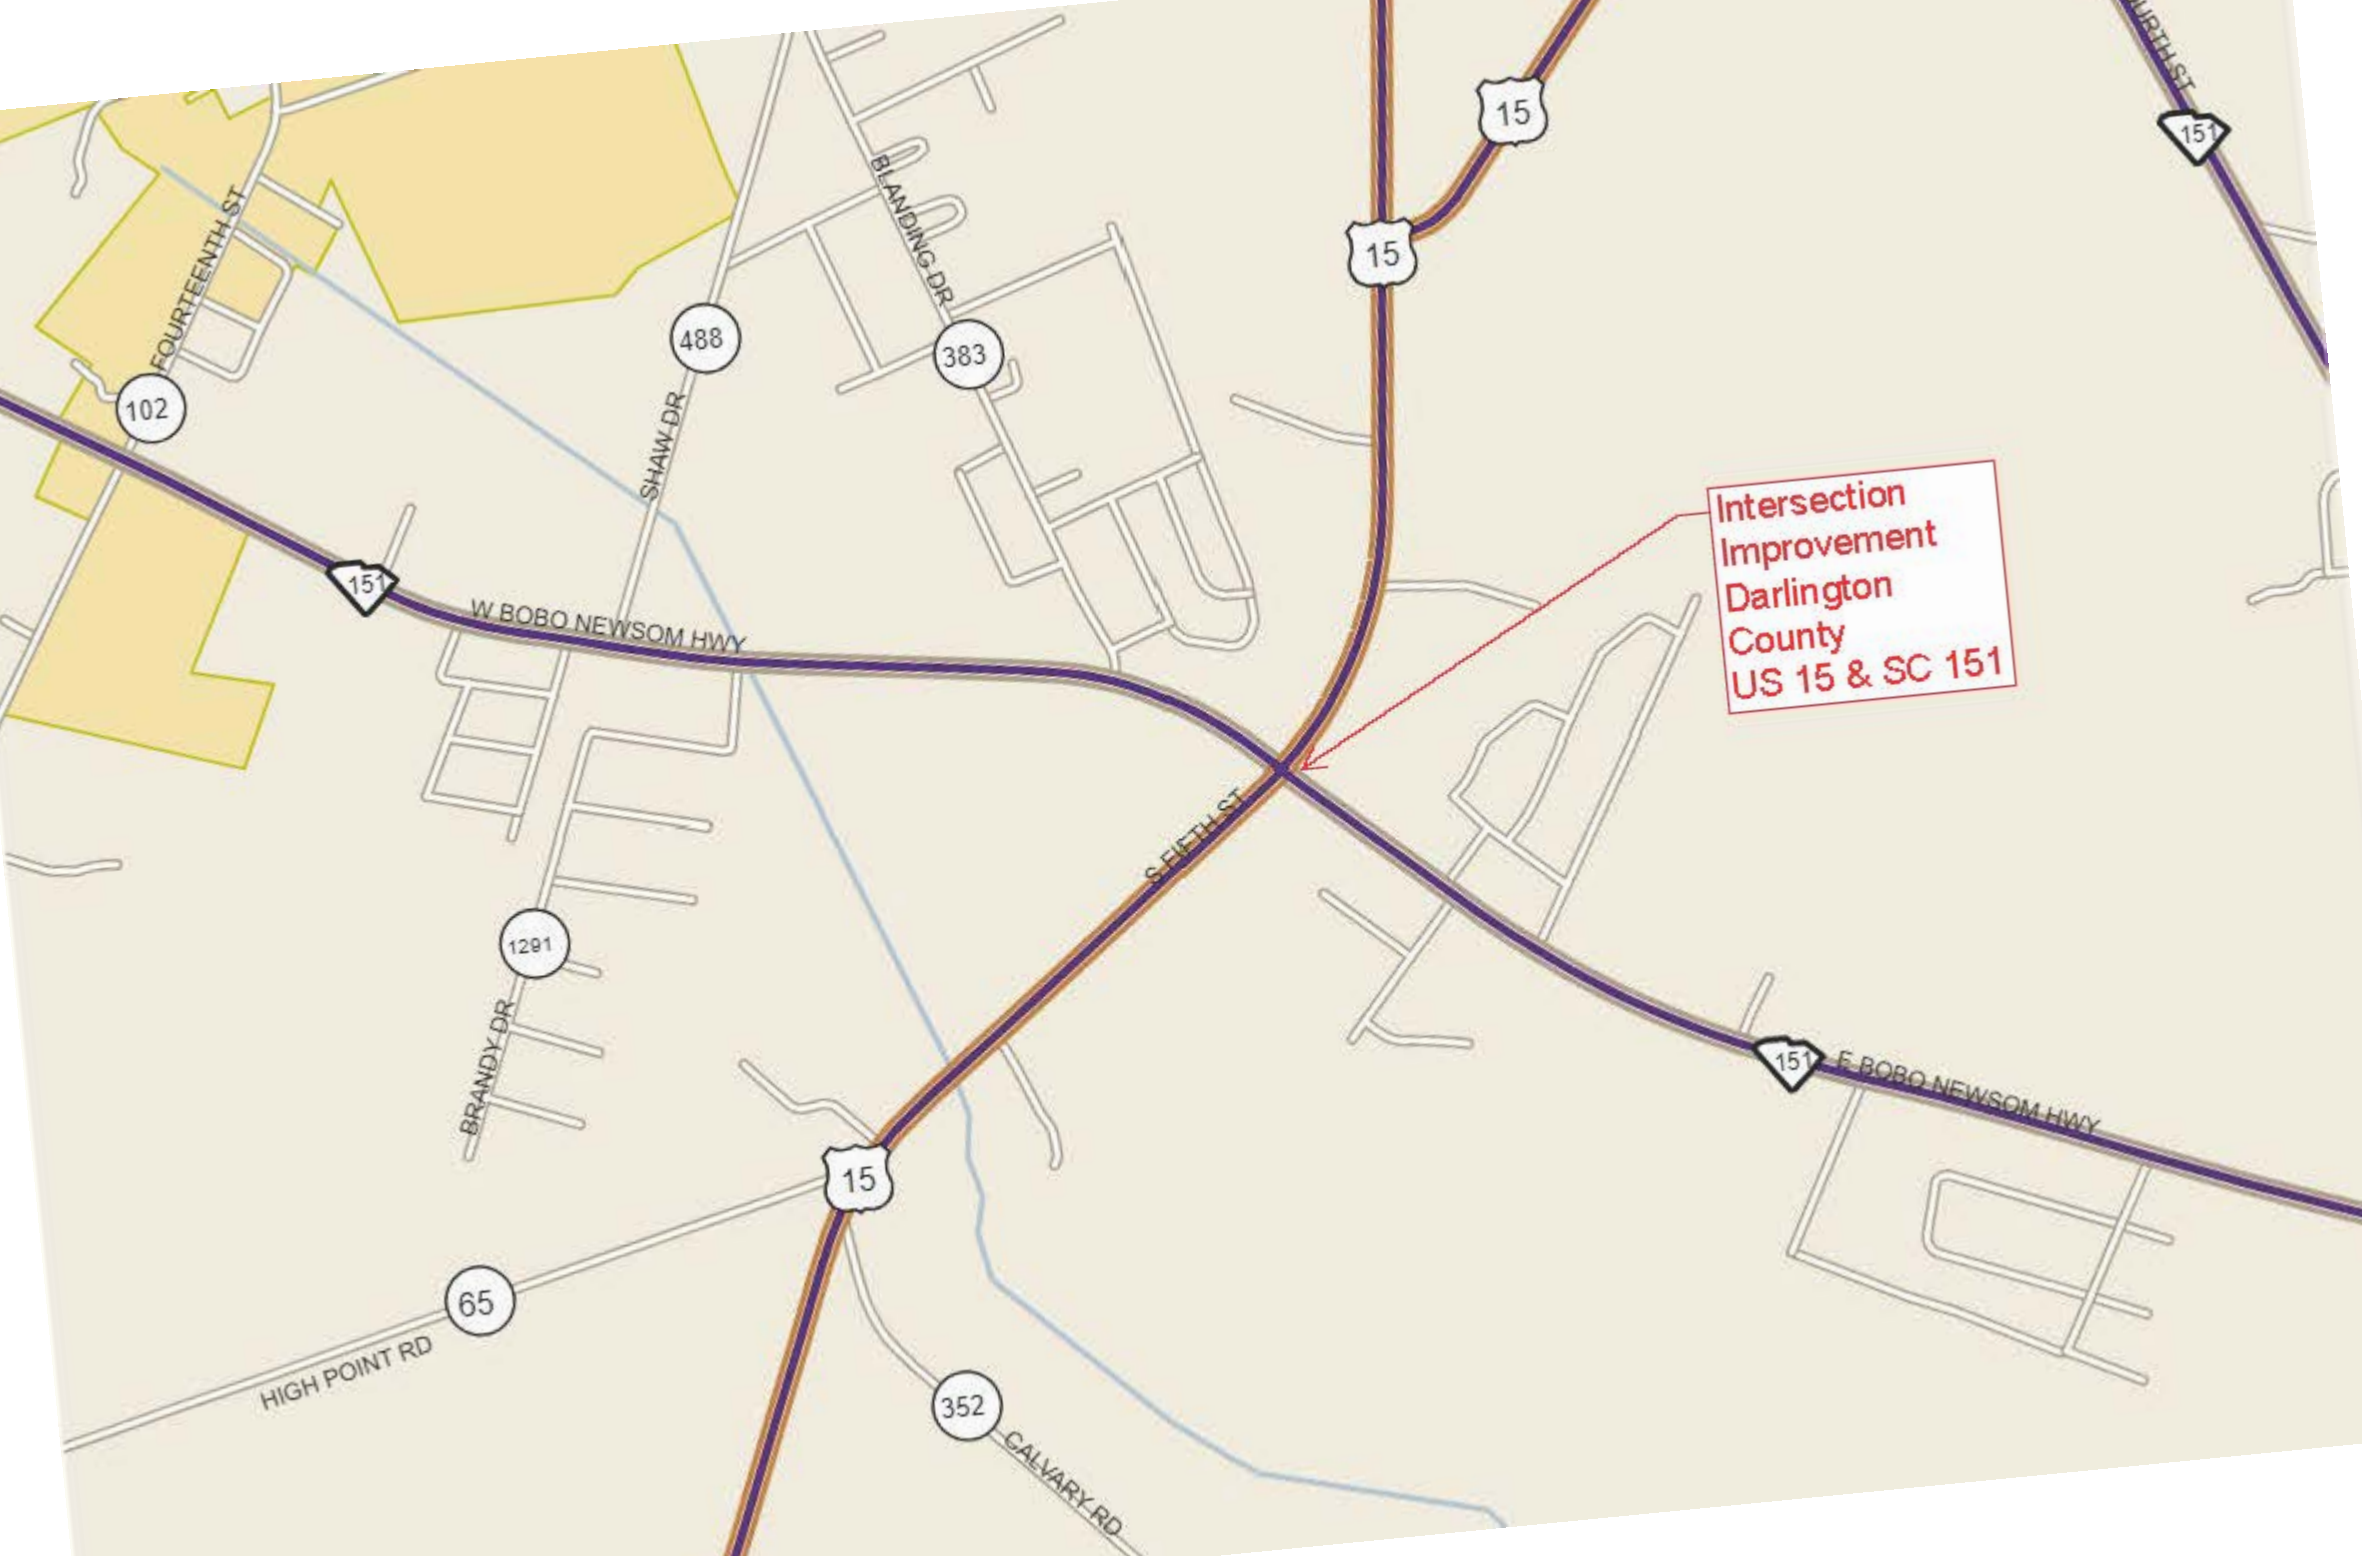 URTH ST
151
15
15
BLANDING DR
FOURTEENTH ST
488
383
102
SHAW DR
151
W BOBO NEWSOM HWY
Intersection
Improvement
Darlington
County
US 15 & SC 151
S FIFTH ST
1291
BRANDY DR
151
E BOBO NEWSOM HWY
15
65
HIGH POINT RD
352
CALVARY RD